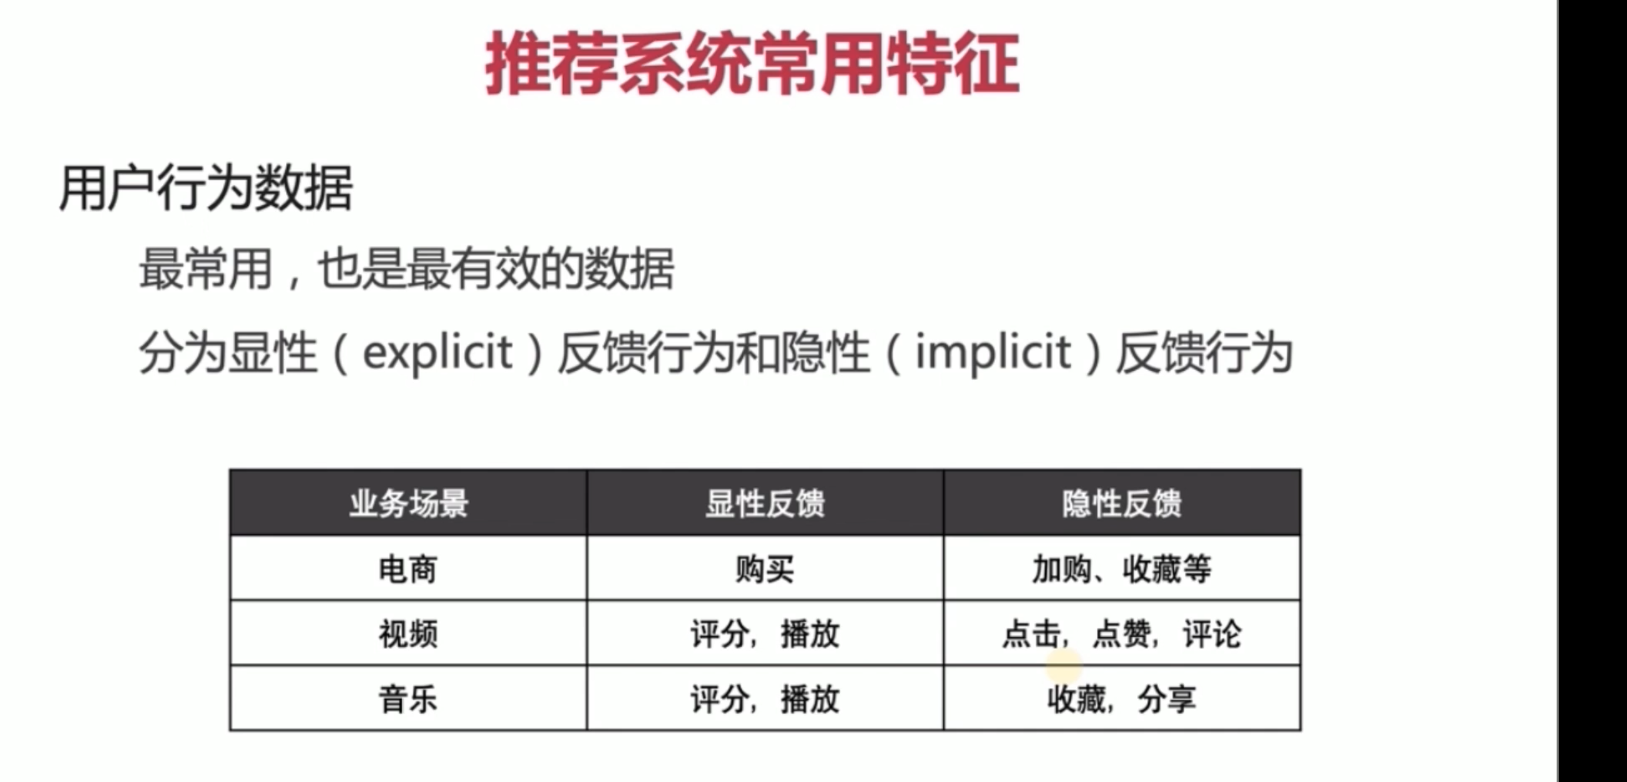 推荐系统常用特征
用户行为数据
最常用，也是最有效的数据
分为显性（explicit）反馈行为和隐性（implicit）反馈行为
业务场景 显性反馈 隐性反馈
电商 购买 加购、收藏等
视频 评分，播放 点击，点赞，评论
音乐 评分，播放 收藏，分享